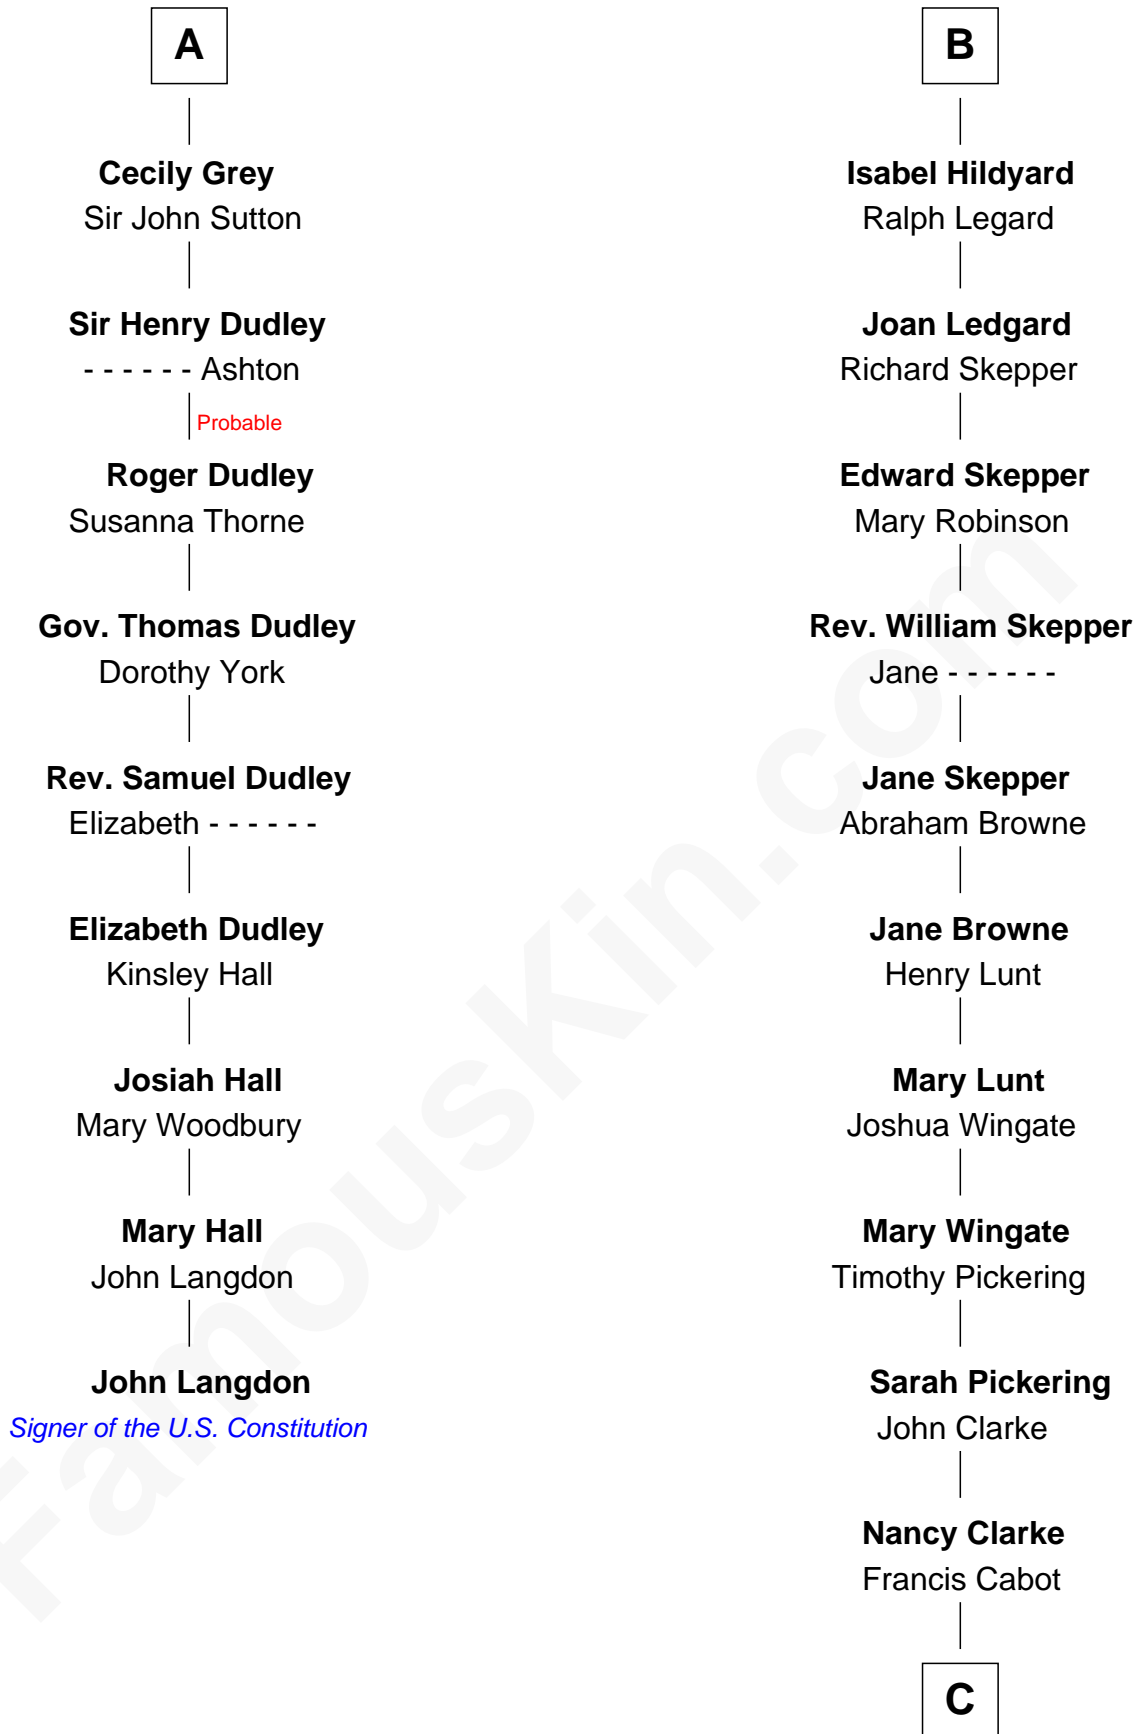 A
Cecily Grey
Sir John Sutton
Sir Henry Dudley
- - - - - - Ashton
Probable
Roger Dudley
Susanna Thorne
Gov. Thomas Dudley
Dorothy York
Rev. Samuel Dudley
Elizabeth - - - - - -
Elizabeth Dudley
Kinsley Hall
Josiah Hall
Mary Woodbury
Mary Hall
John Langdon
John Langdon
Signer of the U.S. Constitution
B
Isabel Hildyard
Ralph Legard
Joan Ledgard
Richard Skepper
Edward Skepper
Mary Robinson
Rev. William Skepper
Jane - - - - - -
Jane Skepper
Abraham Browne
Jane Browne
Henry Lunt
Mary Lunt
Joshua Wingate
Mary Wingate
Timothy Pickering
Sarah Pickering
John Clarke
Nancy Clarke
Francis Cabot
C
FamousKin.com